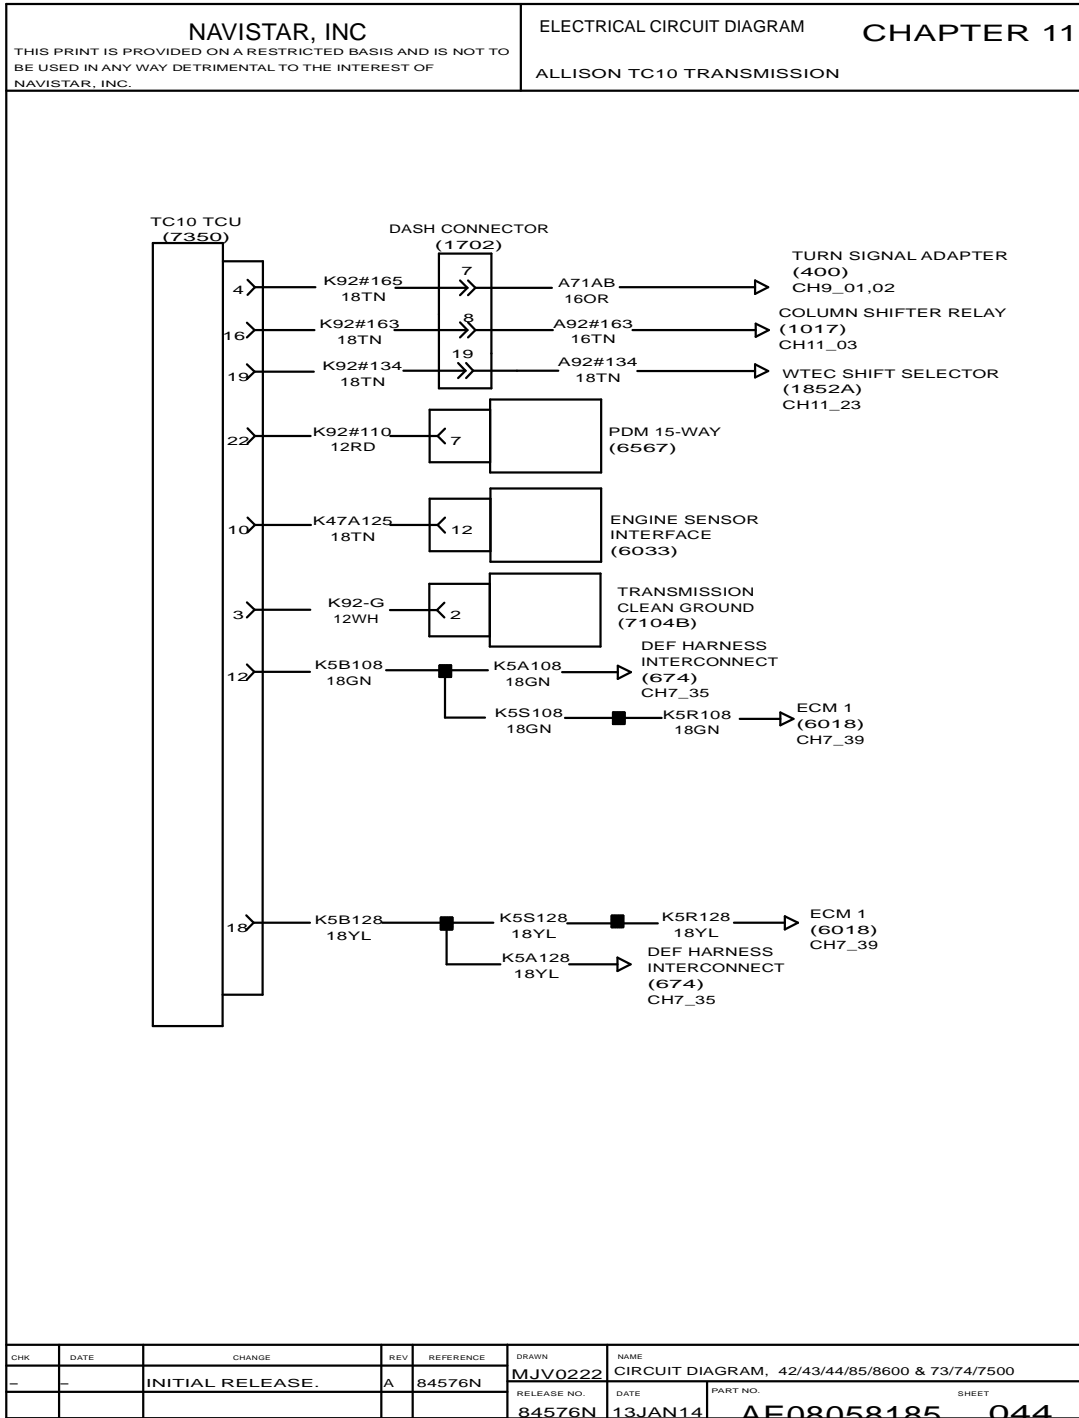 NAVISTAR, INC
THIS PRINT IS PROVIDED ON A RESTRICTED BASIS AND IS NOT TO
BE USED IN ANY WAY DETRIMENTAL TO THE INTEREST OF
NAVISTAR, INC.
ELECTRICAL CIRCUIT DIAGRAM
CHAPTER 11
ALLISON TC10 TRANSMISSION
TC10 TCU
(7350)
DASH CONNECTOR
(1702)
4
K92#165
18TN
7
A71AB
16OR
TURN SIGNAL ADAPTER
(400)
CH9_01,02
16
K92#163
18TN
8
A92#163
16TN
COLUMN SHIFTER RELAY
(1017)
CH11_03
19
K92#134
18TN
19
A92#134
18TN
WTEC SHIFT SELECTOR
(1852A)
CH11_23
22
K92#110
12RD
7
PDM 15-WAY
(6567)
10
K47A125
18TN
12
ENGINE SENSOR
INTERFACE
(6033)
3
K92-G
12WH
2
TRANSMISSION
CLEAN GROUND
(7104B)
12
K5B108
18GN
K5A108
18GN
DEF HARNESS
INTERCONNECT
(674)
CH7_35
K5S108
18GN
K5R108
18GN
ECM 1
(6018)
CH7_39
18
K5B128
18YL
K5S128
18YL
K5R128
18YL
ECM 1
(6018)
CH7_39
K5A128
18YL
DEF HARNESS
INTERCONNECT
(674)
CH7_35
CHK DATE CHANGE REV REFERENCE
– – INITIAL RELEASE. A 84576N
DRAWN
MJV0222
NAME
CIRCUIT DIAGRAM, 42/43/44/85/8600 & 73/74/7500
RELEASE NO.
84576N
DATE
13JAN14
PART NO.
AE08058185
SHEET
044